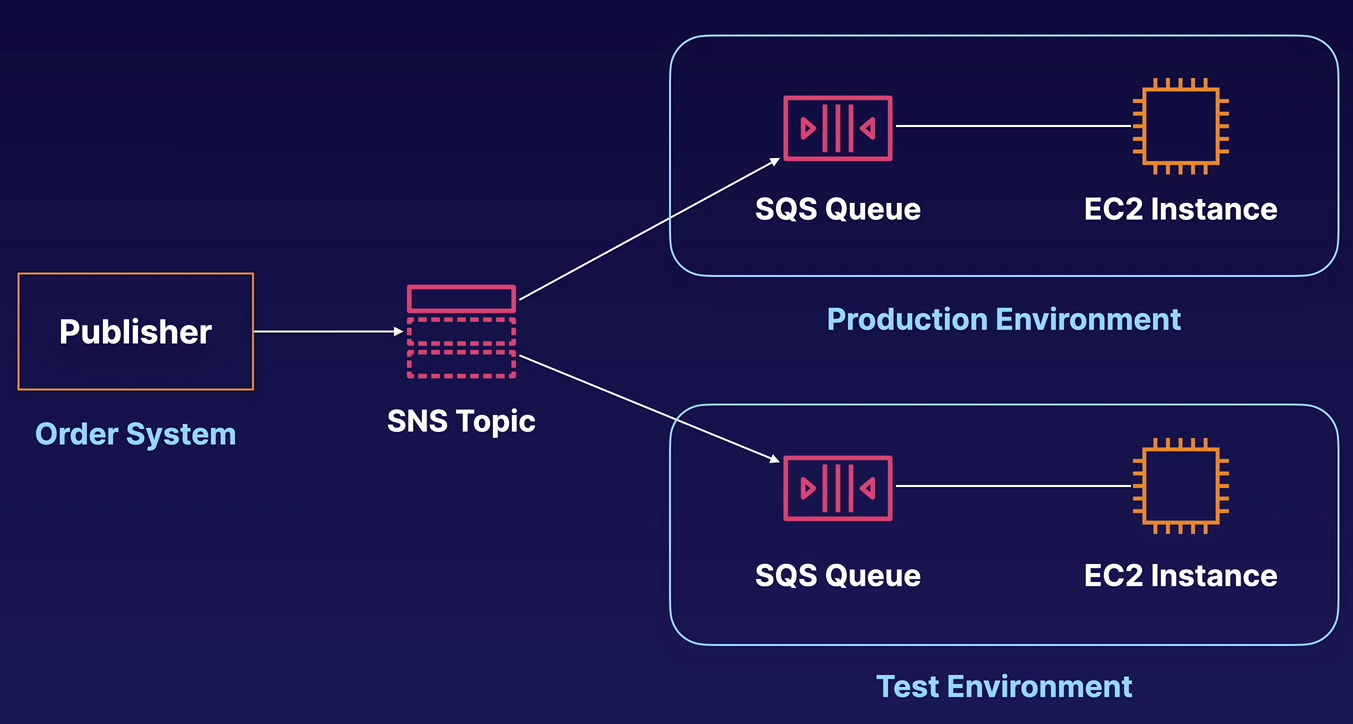 SQS Queue
EC2 Instance
Production Environment
Publisher
Order System
SNS Topic
SQS Queue
EC2 Instance
Test Environment